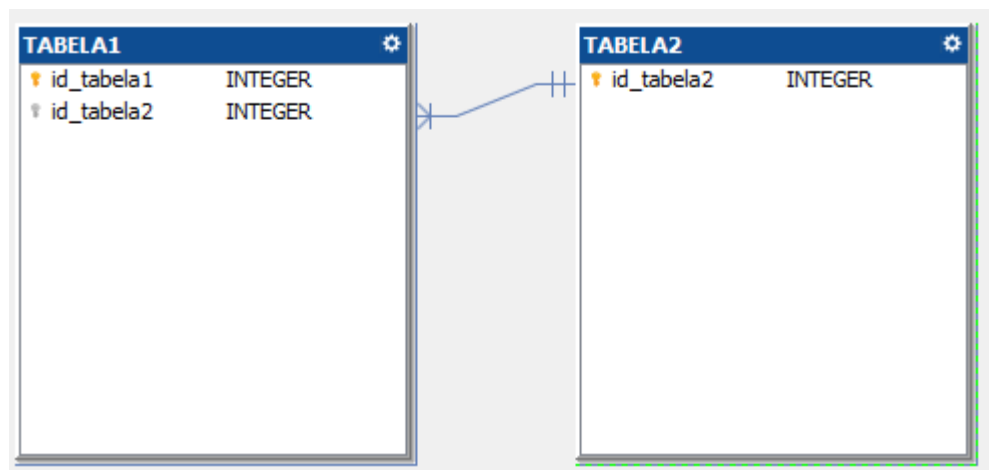 TABELA1
id_tabela1 INTEGER
id_tabela2 INTEGER
TABELA2
id_tabela2 INTEGER